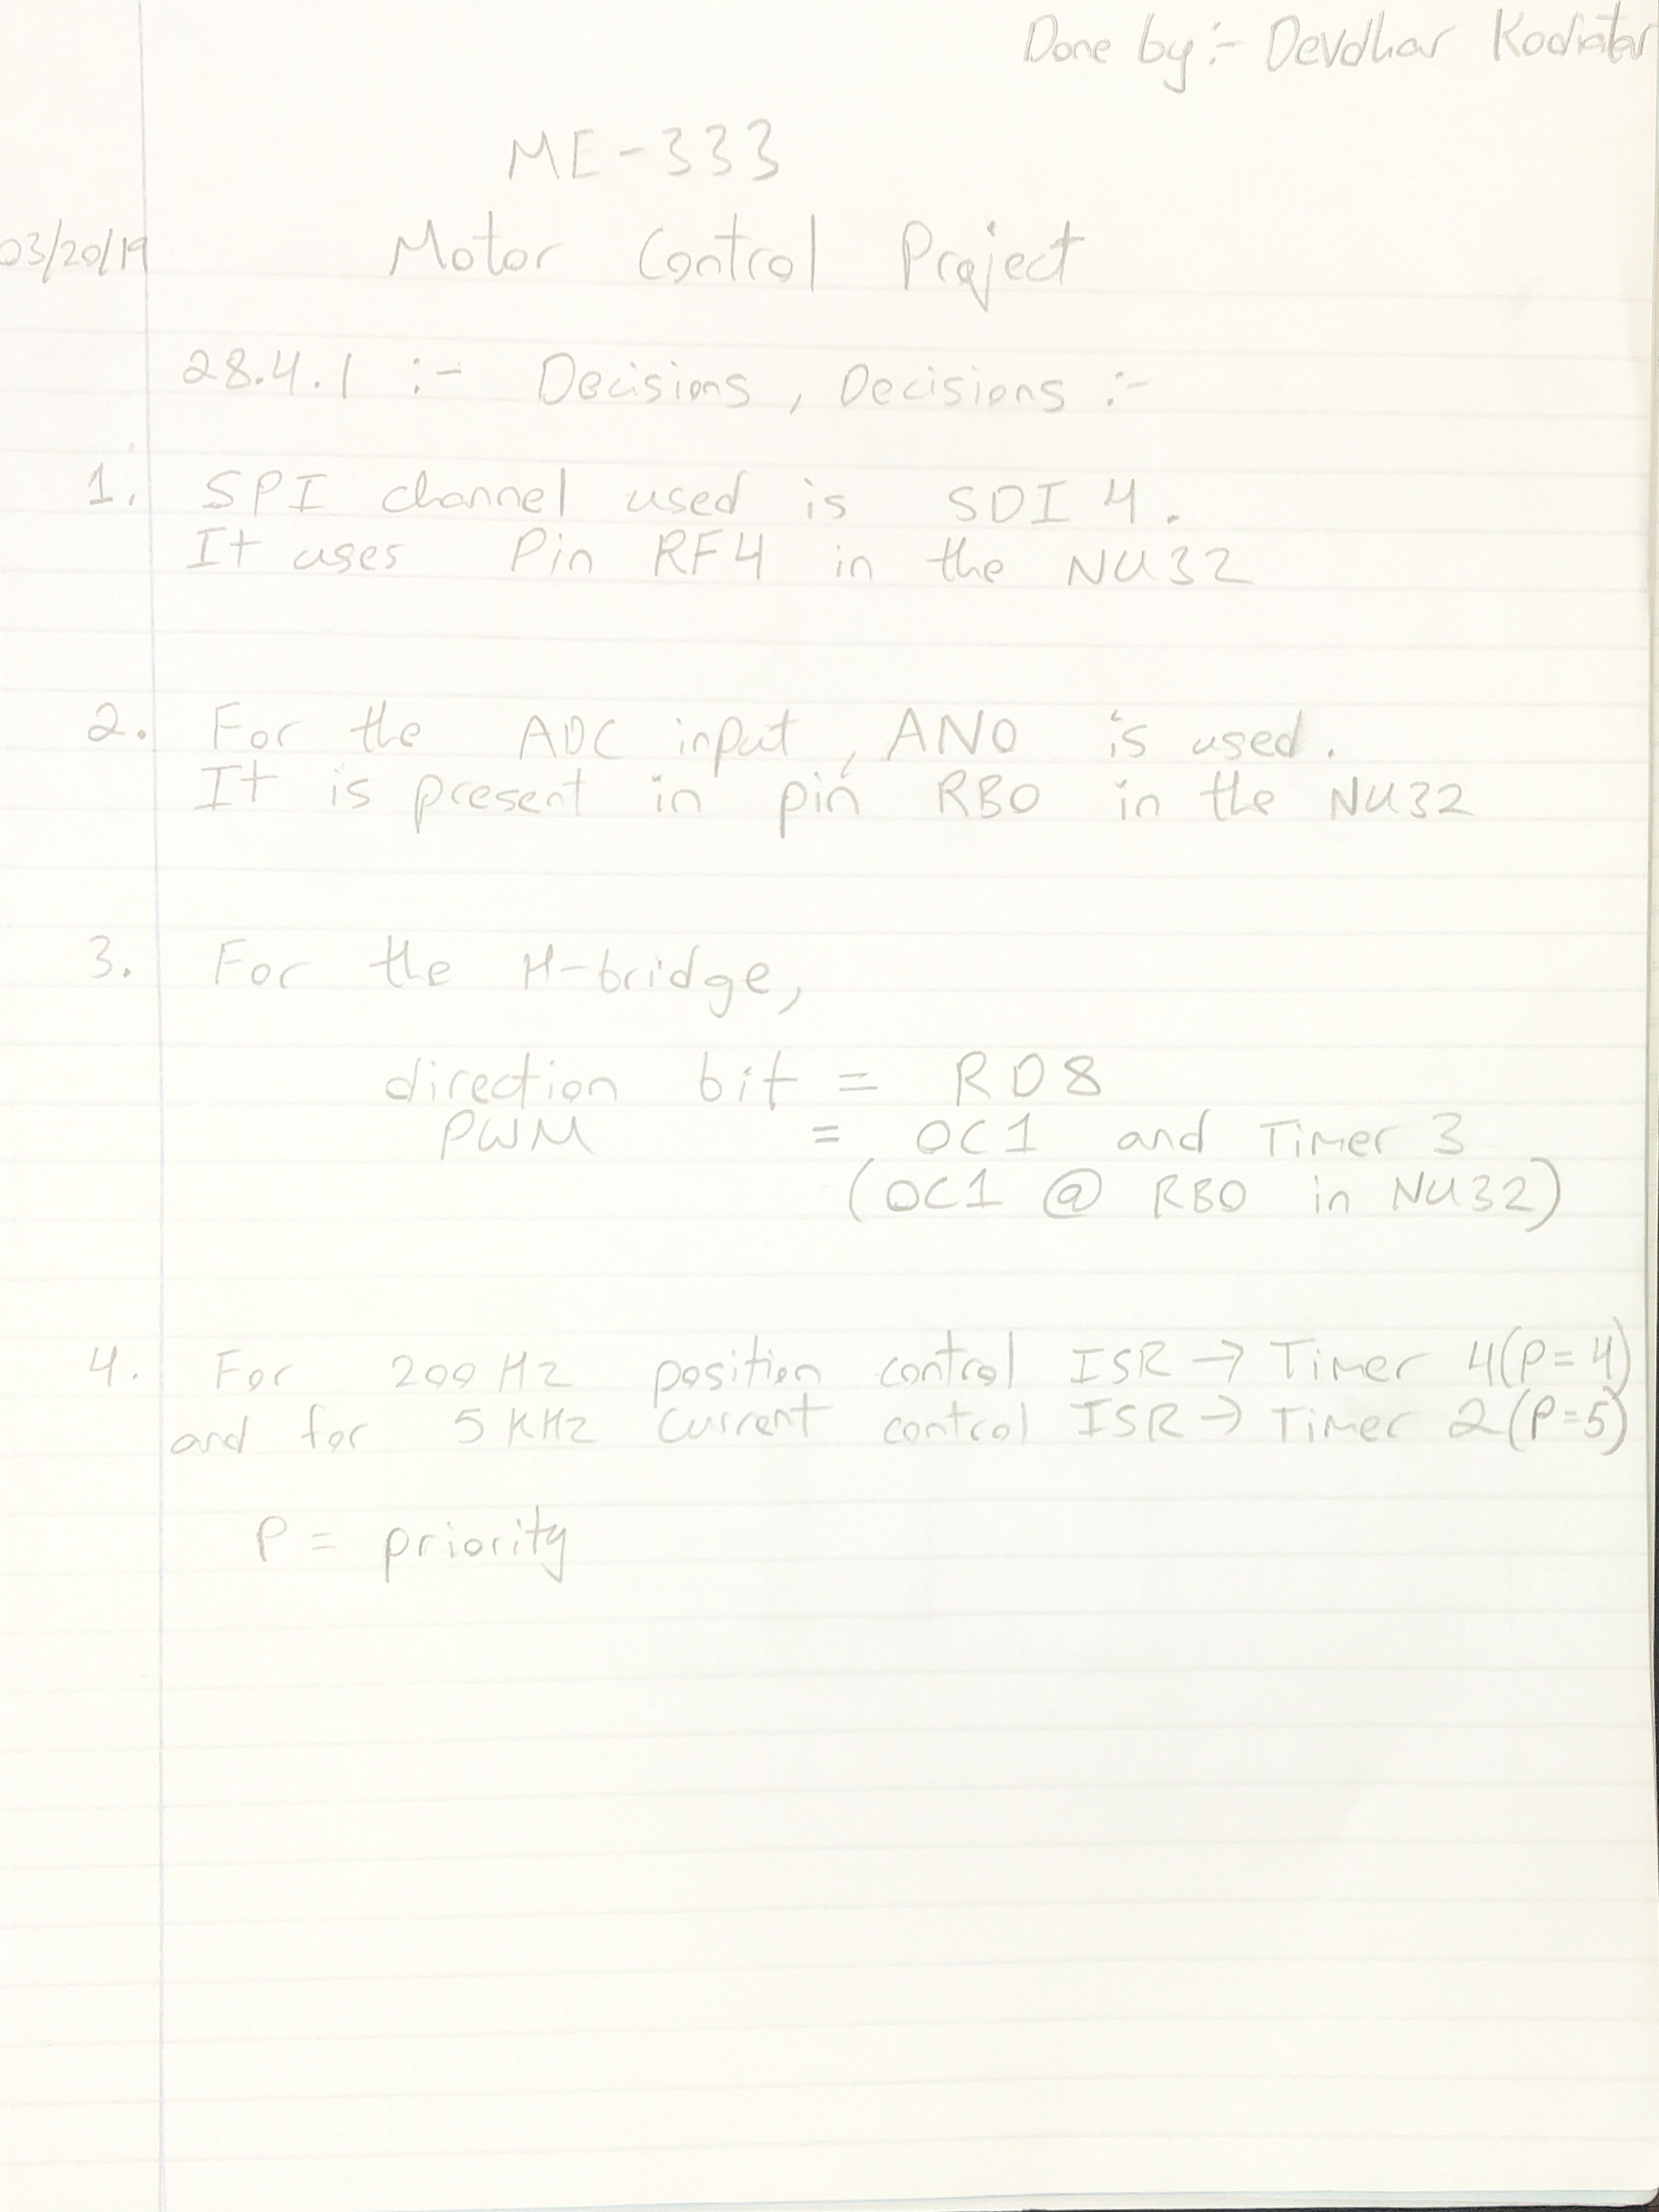 Done by:- Devdhar
ME-333
03/20/19 Motor Control Project
28.4.1 :- Decisions, Decisions :-
1. SPI channel used is SDI 4.
It uses Pin RF4 in the NU32
2. For the ADC input, AN0 is used.
It is present in pin RB0 in the NU32
3. For the H-bridge,
direction bit = RD8
PWM = OC1 and Timer 3
(OC1 @ RB0 in NU32)
4. For 200 Hz position control ISR → Timer 4(P=4)
and for 5 KHz current control ISR → Timer 2(P=5)
P = priority